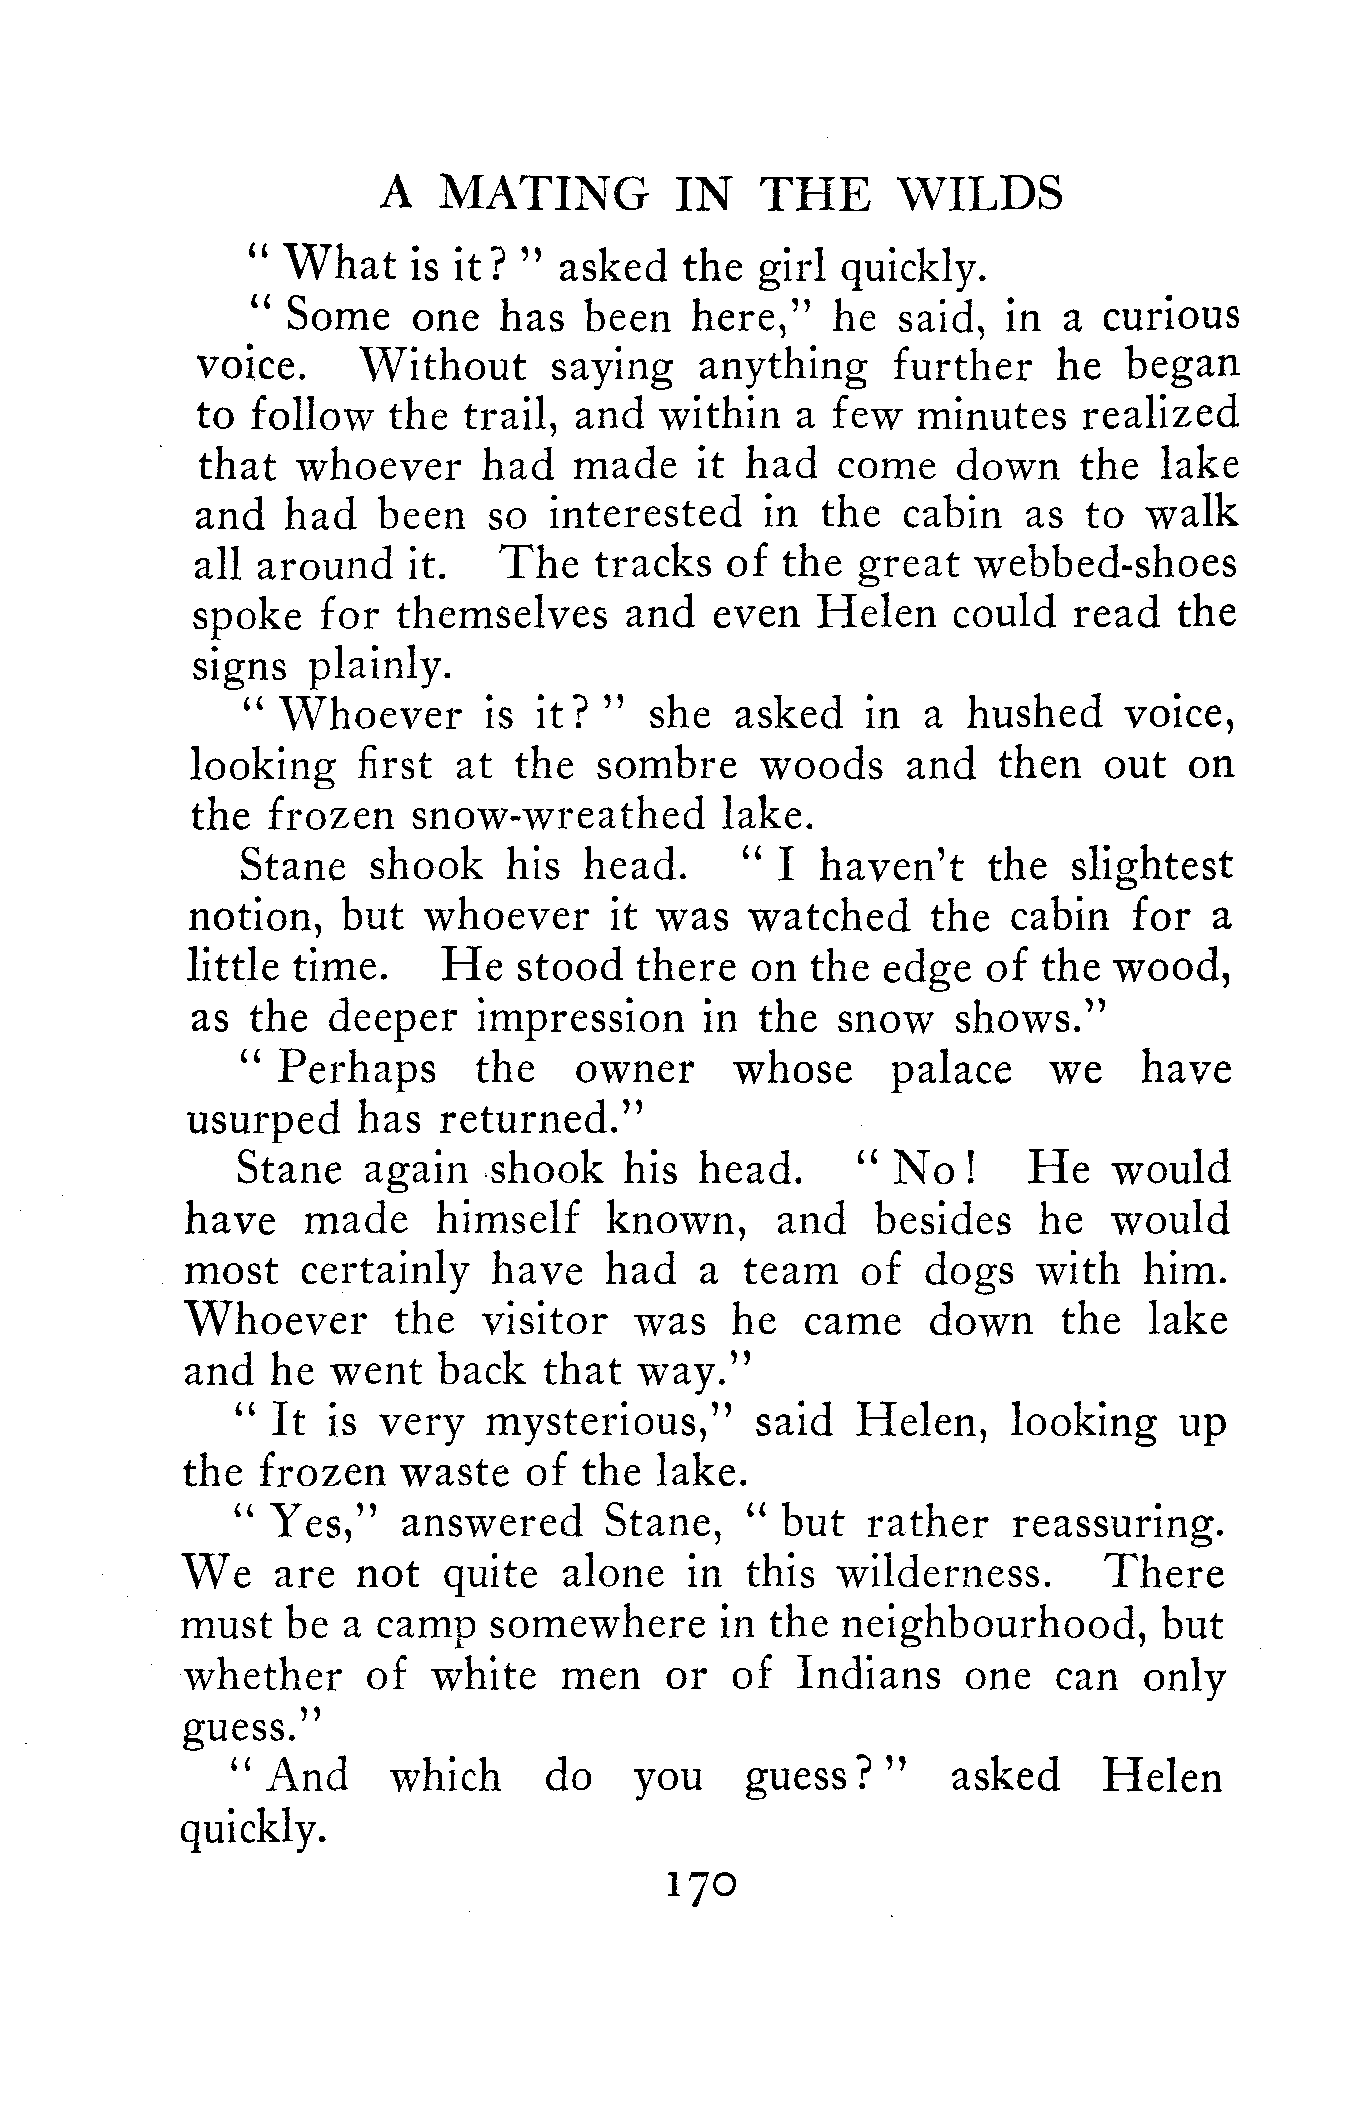 A MATING IN THE WILDS
" What is it ? " asked the girl quickly.
" Some one has been here," he said, in a curious
voice. Without saying anything further he began
to follow the trail, and within a few minutes realized
that whoever had made it had come down the lake
and had been so interested in the cabin as to walk
all around it. The tracks of the great webbed-shoes
spoke for themselves and even Helen could read the
signs plainly.
" Whoever is it ? " she asked in a hushed voice,
looking first at the sombre woods and then out on
the frozen snow-wreathed lake.
Stane shook his head. " I haven't the slightest
notion, but whoever it was watched the cabin for a
little time. He stood there on the edge of the wood,
as the deeper impression in the snow shows."
" Perhaps the owner whose palace we have
usurped has returned."
Stane again shook his head. " No ! He would
have made himself known, and besides he would
most certainly have had a team of dogs with him.
Whoever the visitor was he came down the lake
and he went back that way."
" It is very mysterious," said Helen, looking up
the frozen waste of the lake.
" Yes," answered Stane, " but rather reassuring.
We are not quite alone in this wilderness. There
must be a camp somewhere in the neighbourhood, but
whether of white men or of Indians one can only
guess."
" And which do you guess ? " asked Helen
quickly.
170